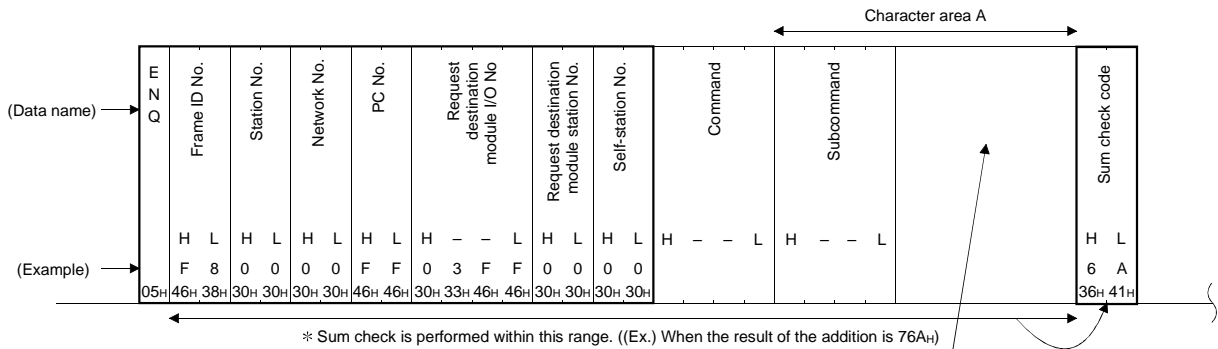 Character area A
(Data name)
ENQ
Frame ID No.
Station No.
Network No.
PC No.
Request destination module I/O No
Request destination module station No.
Self-station No.
Command
Subcommand
Sum check code
H L H L H L H L H – – L H L H L H - - L H - - L H L
(Example)
F 8 0 0 0 0 F F 0 3 F F 0 0 0 0 6 A
05H 46H 38H 30H 30H 30H 30H 46H 46H 30H 33H 46H 46H 30H 30H 30H 30H 36H 41H
* Sum check is performed within this range. ((Ex.) When the result of the addition is 76AH)